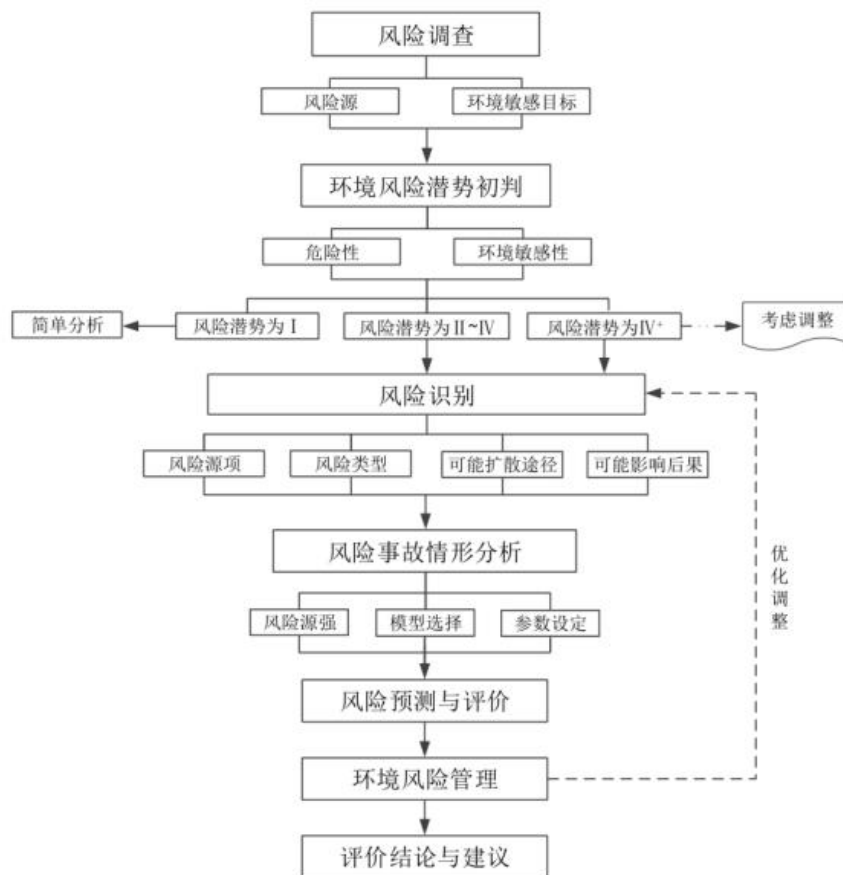 风险调查
风险源
环境敏感目标
环境风险潜势初判
危险性
环境敏感性
简单分析
风险潜势为Ⅰ
风险潜势为Ⅱ~Ⅳ
风险潜势为Ⅳ⁺
考虑调整
风险识别
风险源项
风险类型
可能扩散途径
可能影响后果
风险事故情形分析
风险源强
模型选择
参数设定
优化调整
风险预测与评价
环境风险管理
评价结论与建议